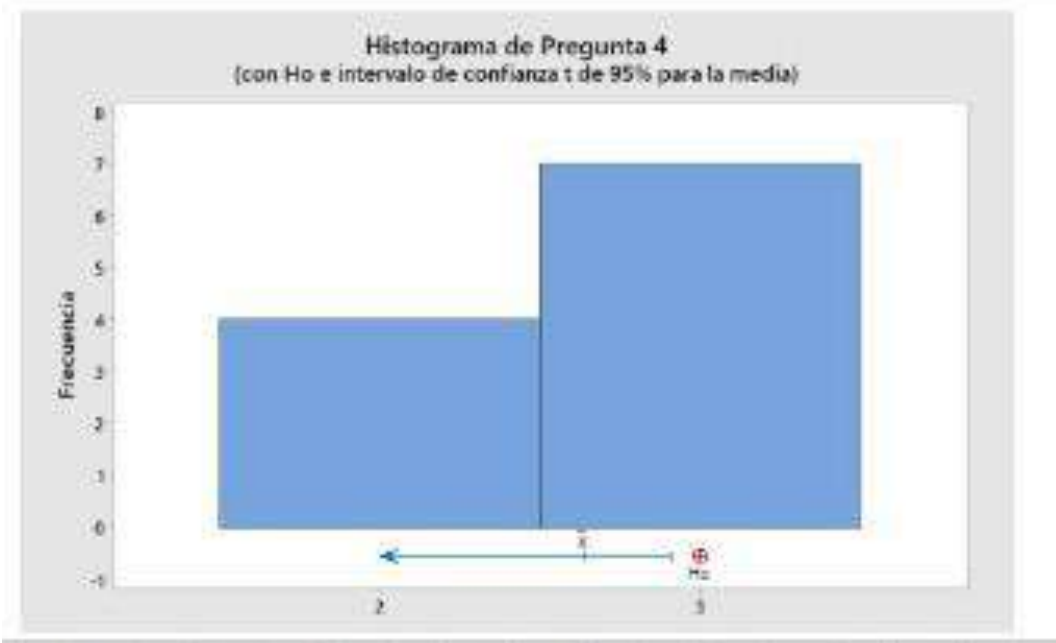 Histograma de Pregunta 4
(con Ho e intervalo de confianza t de 95% para la media)
Frecuencia
8
7
6
5
4
3
2
1
0
-1
X
Ho
2
3